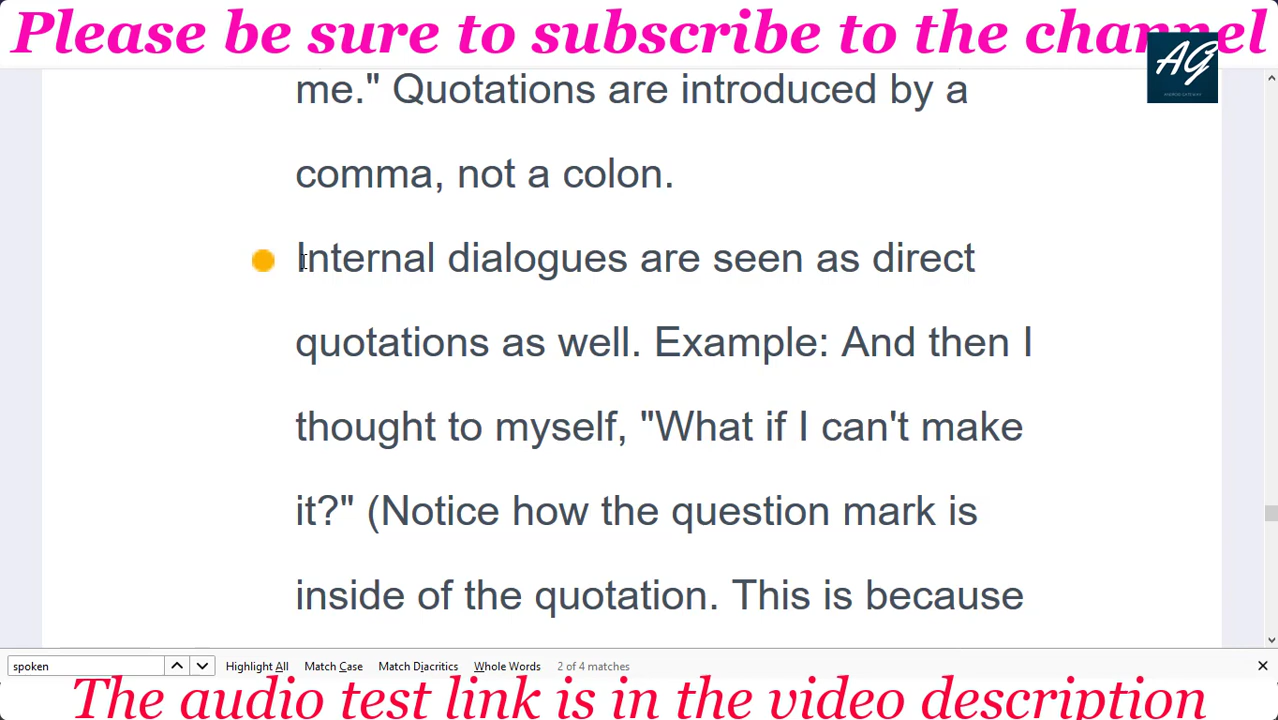 Please be sure to subscribe to the channel
AG
me." Quotations are introduced by a
comma, not a colon.
Internal dialogues are seen as direct
quotations as well. Example: And then I
thought to myself, "What if I can't make
it?" (Notice how the question mark is
inside of the quotation. This is because
spoken Highlight All Match Case Match Diacritics Whole Words 2 of 4 matches
The audio test link is in the video description